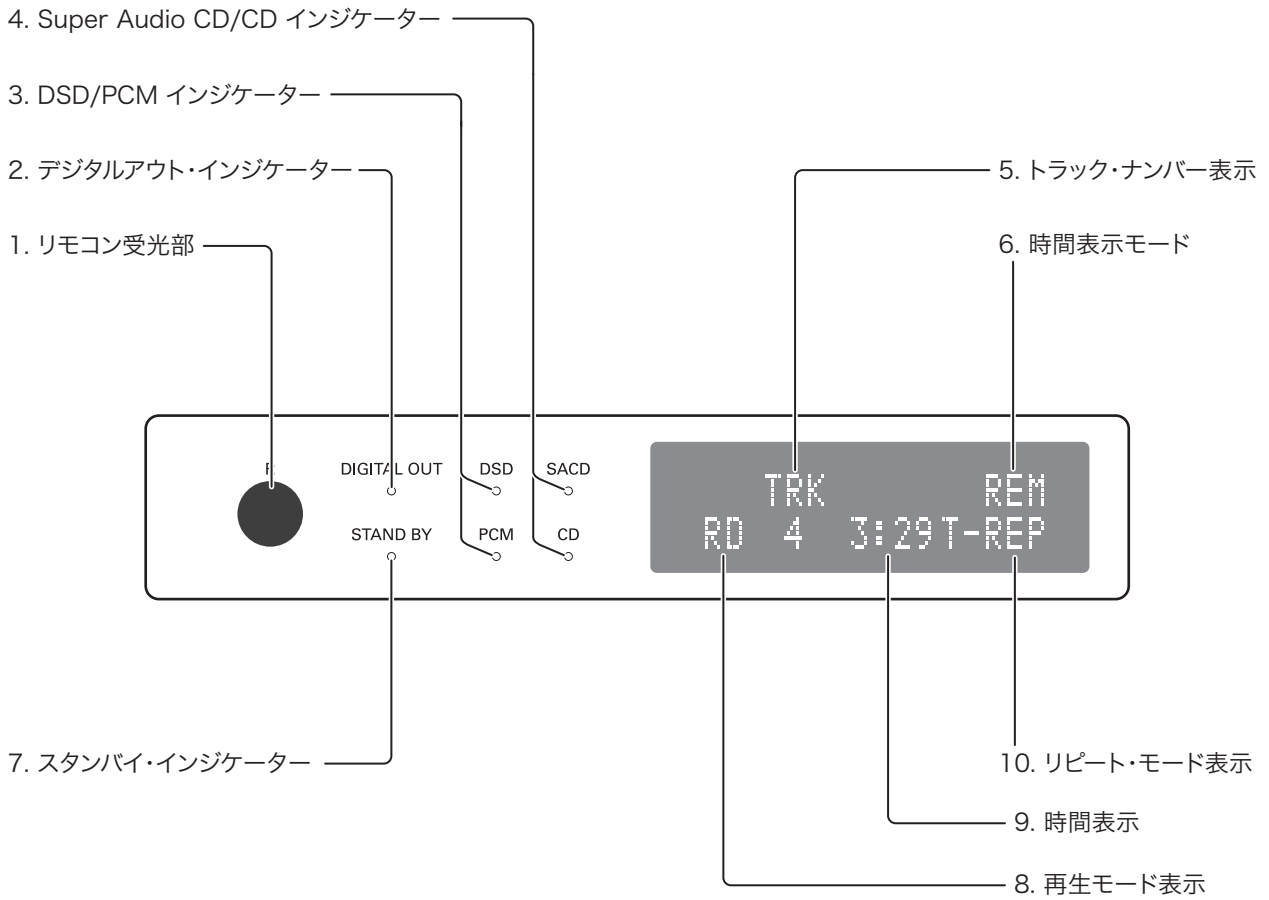 4. Super Audio CD/CD インジケーター
3. DSD/PCM インジケーター
2. デジタルアウト・インジケーター
1. リモコン受光部
5. トラック・ナンバー表示
6. 時間表示モード
DIGITAL OUT DSD SACD
STAND BY PCM CD
TRK REM
RD 4 3:29 T-REP
7. スタンバイ・インジケーター
10. リピート・モード表示
9. 時間表示
8. 再生モード表示